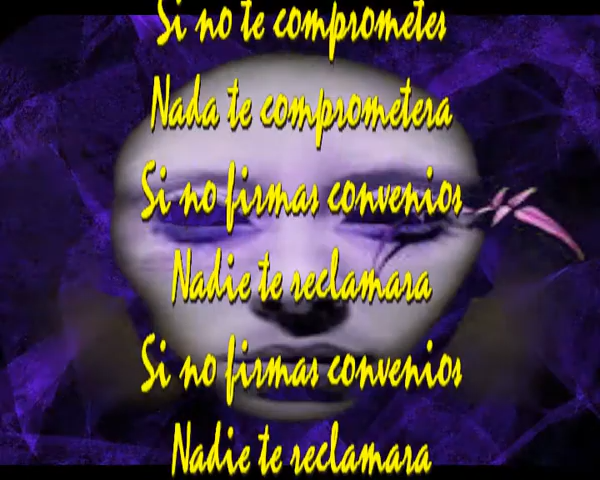 Si no te comprometes
Nada te comprometera
Si no firmas convenios
Nadie te reclamara
Si no firmas convenios
Nadie te reclamara